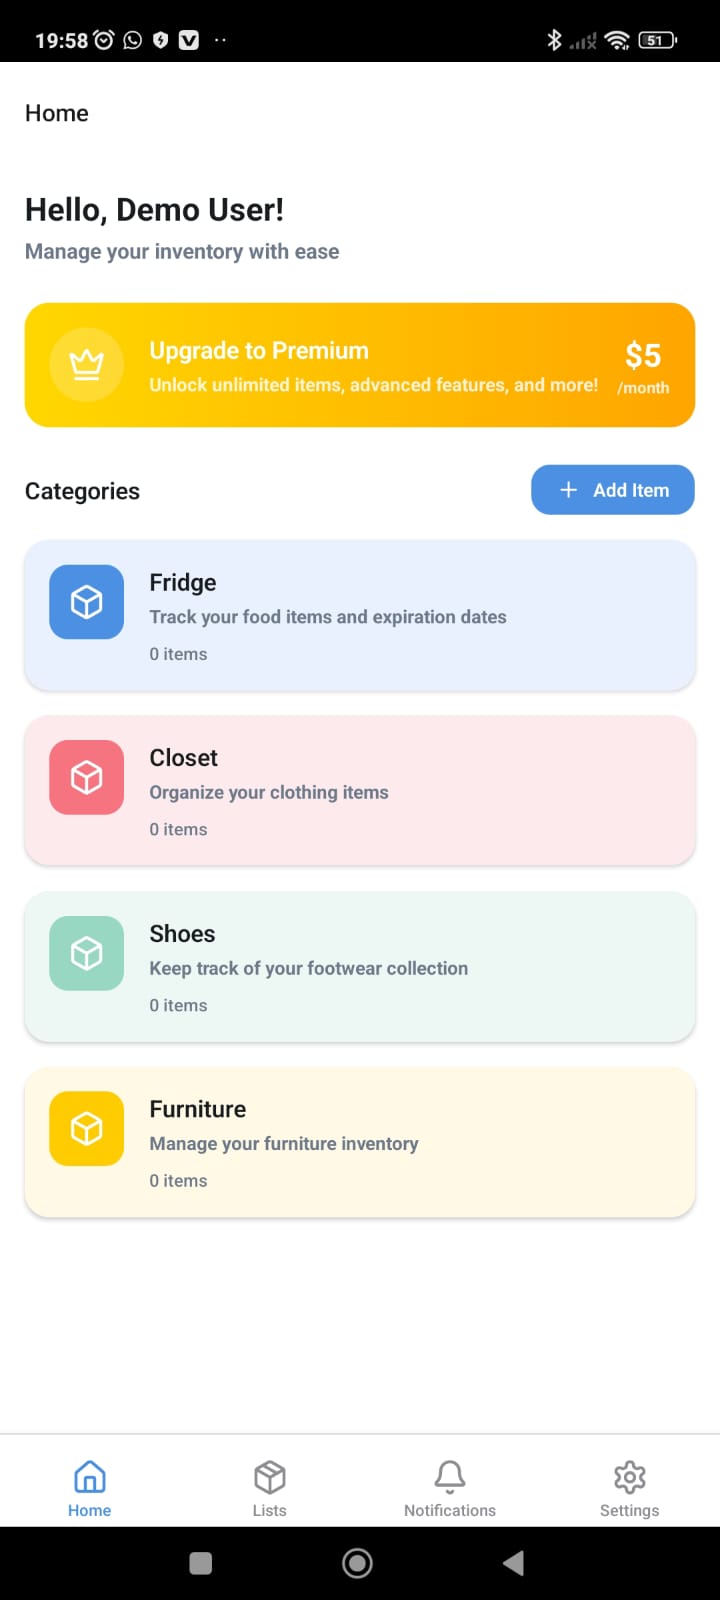 19:58
51
Home
Hello, Demo User!
Manage your inventory with ease
Upgrade to Premium
Unlock unlimited items, advanced features, and more!
$5
/month
Categories
Add Item
Fridge
Track your food items and expiration dates
0 items
Closet
Organize your clothing items
0 items
Shoes
Keep track of your footwear collection
0 items
Furniture
Manage your furniture inventory
0 items
Home
Lists
Notifications
Settings